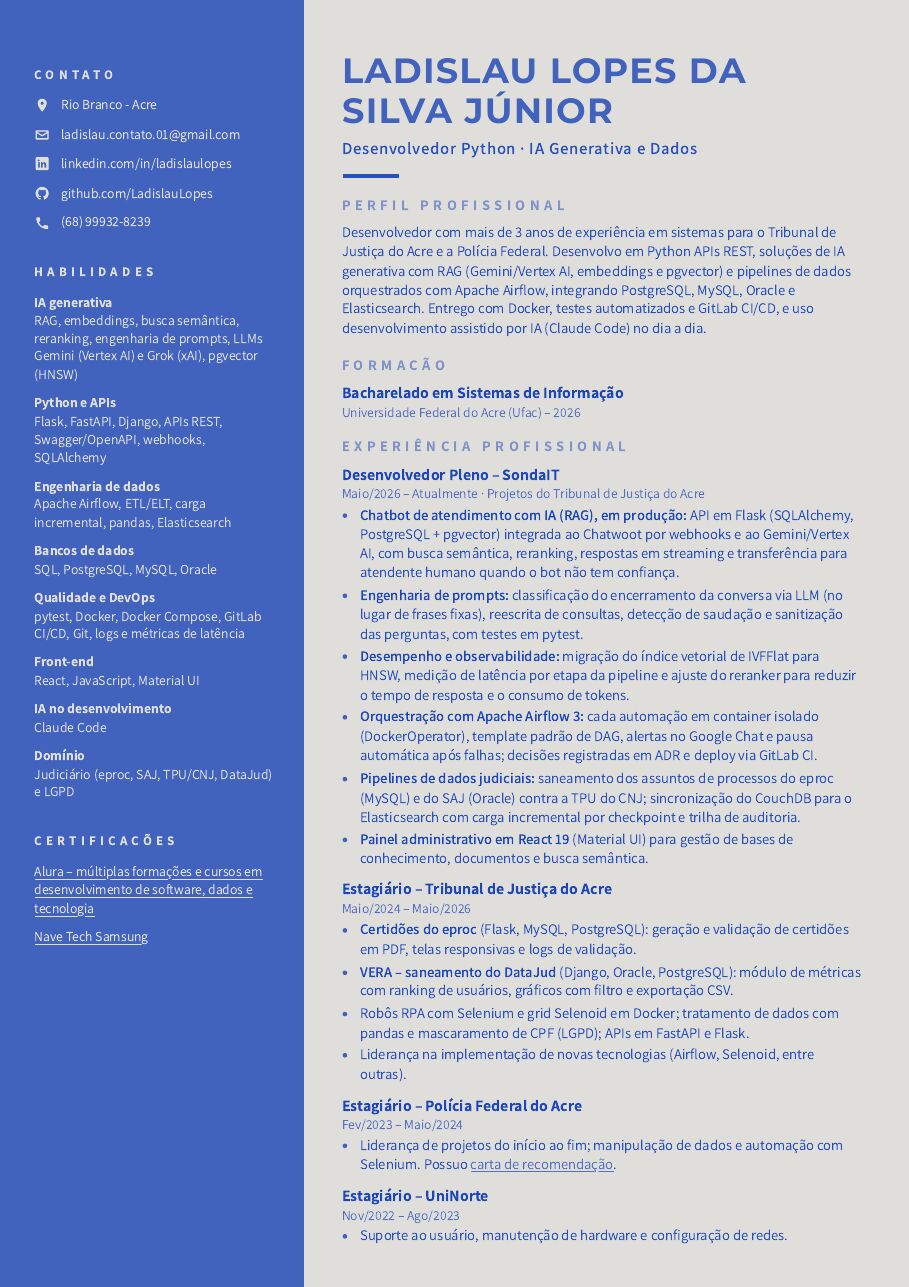 CONTATO
Rio Branco - Acre
ladislau.contato.01@gmail.com
linkedin.com/in/ladislaulopes
github.com/LadislauLopes
(68) 99932-8239
HABILIDADES
IA generativa
RAG, embeddings, busca semântica,
reranking, engenharia de prompts, LLMs
Gemini (Vertex AI) e Grok (xAI), pgvector
(HNSW)
Python e APIs
Flask, FastAPI, Django, APIs REST,
Swagger/OpenAPI, webhooks,
SQLAlchemy
Engenharia de dados
Apache Airflow, ETL/ELT, carga
incremental, pandas, Elasticsearch
Bancos de dados
SQL, PostgreSQL, MySQL, Oracle
Qualidade e DevOps
pytest, Docker, Docker Compose, GitLab
CI/CD, Git, logs e métricas de latência
Front-end
React, JavaScript, Material UI
IA no desenvolvimento
Claude Code
Domínio
Judiciário (eproc, SAJ, TPU/CNJ, DataJud)
e LGPD
CERTIFICACÕES
Alura – múltiplas formações e cursos em
desenvolvimento de software, dados e
tecnologia
Nave Tech Samsung
LADISLAU LOPES DA
SILVA JÚNIOR
Desenvolvedor Python · IA Generativa e Dados
PERFIL PROFISSIONAL
Desenvolvedor com mais de 3 anos de experiência em sistemas para o Tribunal de
Justiça do Acre e a Polícia Federal. Desenvolvo em Python APIs REST, soluções de IA
generativa com RAG (Gemini/Vertex AI, embeddings e pgvector) e pipelines de dados
orquestrados com Apache Airflow, integrando PostgreSQL, MySQL, Oracle e
Elasticsearch. Entrego com Docker, testes automatizados e GitLab CI/CD, e uso
desenvolvimento assistido por IA (Claude Code) no dia a dia.
FORMACÃO
Bacharelado em Sistemas de Informação
Universidade Federal do Acre (Ufac) – 2026
EXPERIÊNCIA PROFISSIONAL
Desenvolvedor Pleno – SondaIT
Maio/2026 – Atualmente · Projetos do Tribunal de Justiça do Acre
• Chatbot de atendimento com IA (RAG), em produção: API em Flask (SQLAlchemy,
PostgreSQL + pgvector) integrada ao Chatwoot por webhooks e ao Gemini/Vertex
AI, com busca semântica, reranking, respostas em streaming e transferência para
atendente humano quando o bot não tem confiança.
• Engenharia de prompts: classificação do encerramento da conversa via LLM (no
lugar de frases fixas), reescrita de consultas, detecção de saudação e sanitização
das perguntas, com testes em pytest.
• Desempenho e observabilidade: migração do índice vetorial de IVFFlat para
HNSW, medição de latência por etapa da pipeline e ajuste do reranker para reduzir
o tempo de resposta e o consumo de tokens.
• Orquestração com Apache Airflow 3: cada automação em container isolado
(DockerOperator), template padrão de DAG, alertas no Google Chat e pausa
automática após falhas; decisões registradas em ADR e deploy via GitLab CI.
• Pipelines de dados judiciais: saneamento dos assuntos de processos do eproc
(MySQL) e do SAJ (Oracle) contra a TPU do CNJ; sincronização do CouchDB para o
Elasticsearch com carga incremental por checkpoint e trilha de auditoria.
• Painel administrativo em React 19 (Material UI) para gestão de bases de
conhecimento, documentos e busca semântica.
Estagiário – Tribunal de Justiça do Acre
Maio/2024 – Maio/2026
• Certidões do eproc (Flask, MySQL, PostgreSQL): geração e validação de certidões
em PDF, telas responsivas e logs de validação.
• VERA – saneamento do DataJud (Django, Oracle, PostgreSQL): módulo de métricas
com ranking de usuários, gráficos com filtro e exportação CSV.
• Robôs RPA com Selenium e grid Selenoid em Docker; tratamento de dados com
pandas e mascaramento de CPF (LGPD); APIs em FastAPI e Flask.
• Liderança na implementação de novas tecnologias (Airflow, Selenoid, entre
outras).
Estagiário – Polícia Federal do Acre
Fev/2023 – Maio/2024
• Liderança de projetos do início ao fim; manipulação de dados e automação com
Selenium. Possuo carta de recomendação.
Estagiário – UniNorte
Nov/2022 – Ago/2023
• Suporte ao usuário, manutenção de hardware e configuração de redes.